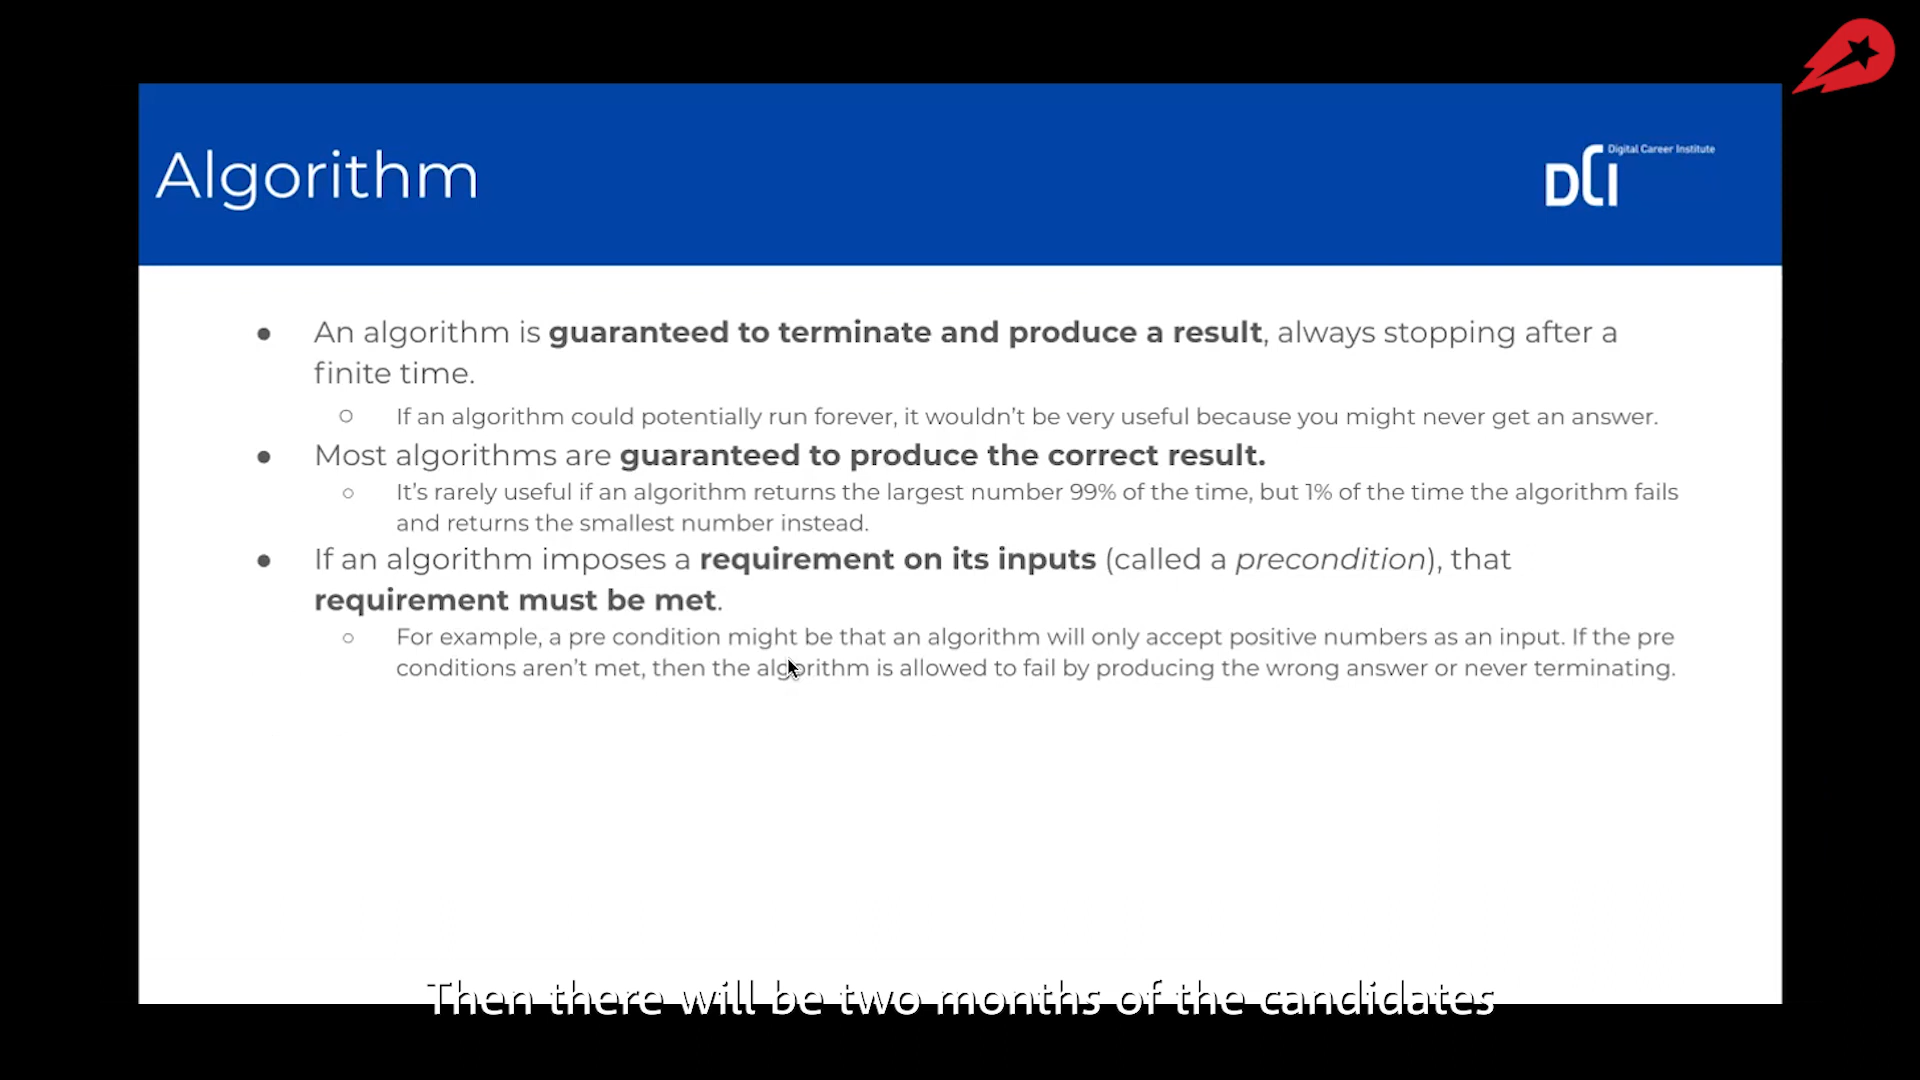 Algorithm
DCI Digital Career Institute
● An algorithm is guaranteed to terminate and produce a result, always stopping after a
finite time.
○ If an algorithm could potentially run forever, it wouldn't be very useful because you might never get an answer.
● Most algorithms are guaranteed to produce the correct result.
○ It's rarely useful if an algorithm returns the largest number 99% of the time, but 1% of the time the algorithm fails
and returns the smallest number instead.
● If an algorithm imposes a requirement on its inputs (called a precondition), that
requirement must be met.
○ For example, a pre condition might be that an algorithm will only accept positive numbers as an input. If the pre
conditions aren't met, then the algorithm is allowed to fail by producing the wrong answer or never terminating.
Then there will be two months of the candidates